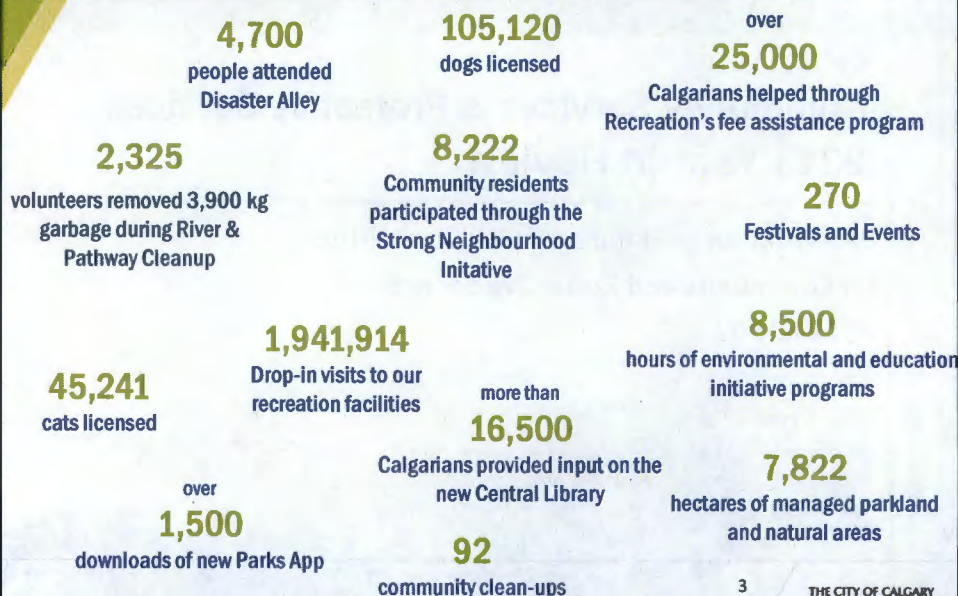 4,700
people attended
Disaster Alley
105,120
dogs licensed
over
25,000
Calgarians helped through
Recreation's fee assistance program
2,325
volunteers removed 3,900 kg
garbage during River &
Pathway Cleanup
8,222
Community residents
participated through the
Strong Neighbourhood
Initative
270
Festivals and Events
1,941,914
Drop-in visits to our
recreation facilities
8,500
hours of environmental and education
initiative programs
45,241
cats licensed
more than
16,500
Calgarians provided input on the
new Central Library
7,822
hectares of managed parkland
and natural areas
over
1,500
downloads of new Parks App
92
community clean-ups
3
THE CITY OF CALGARY